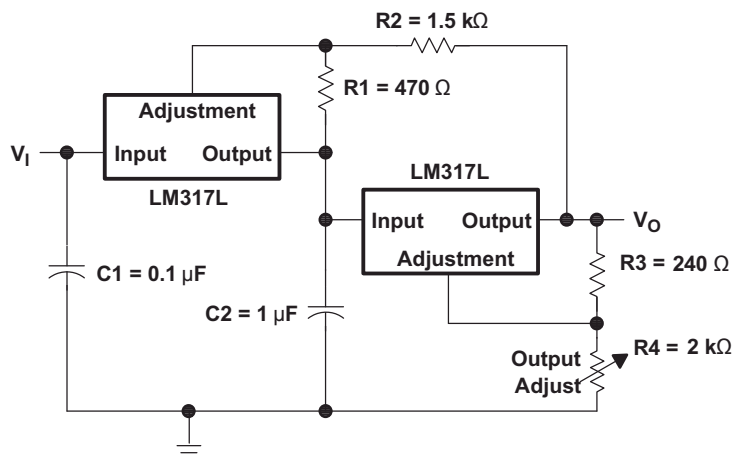 R2 = 1.5 kΩ
R1 = 470 Ω
Adjustment
VI
Input
Output
LM317L
LM317L
Input
Output
VO
Adjustment
R3 = 240 Ω
C1 = 0.1 µF
C2 = 1 µF
R4 = 2 kΩ
Output
Adjust